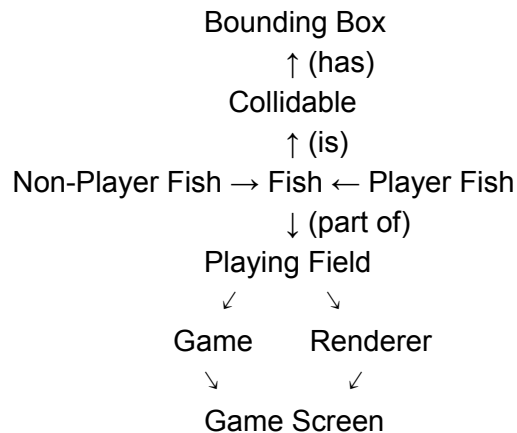 Bounding Box
↑ (has)
Collidable
↑ (is)
Non-Player Fish → Fish ← Player Fish
↓ (part of)
Playing Field
↙ ↘
Game Renderer
↘ ↙
Game Screen